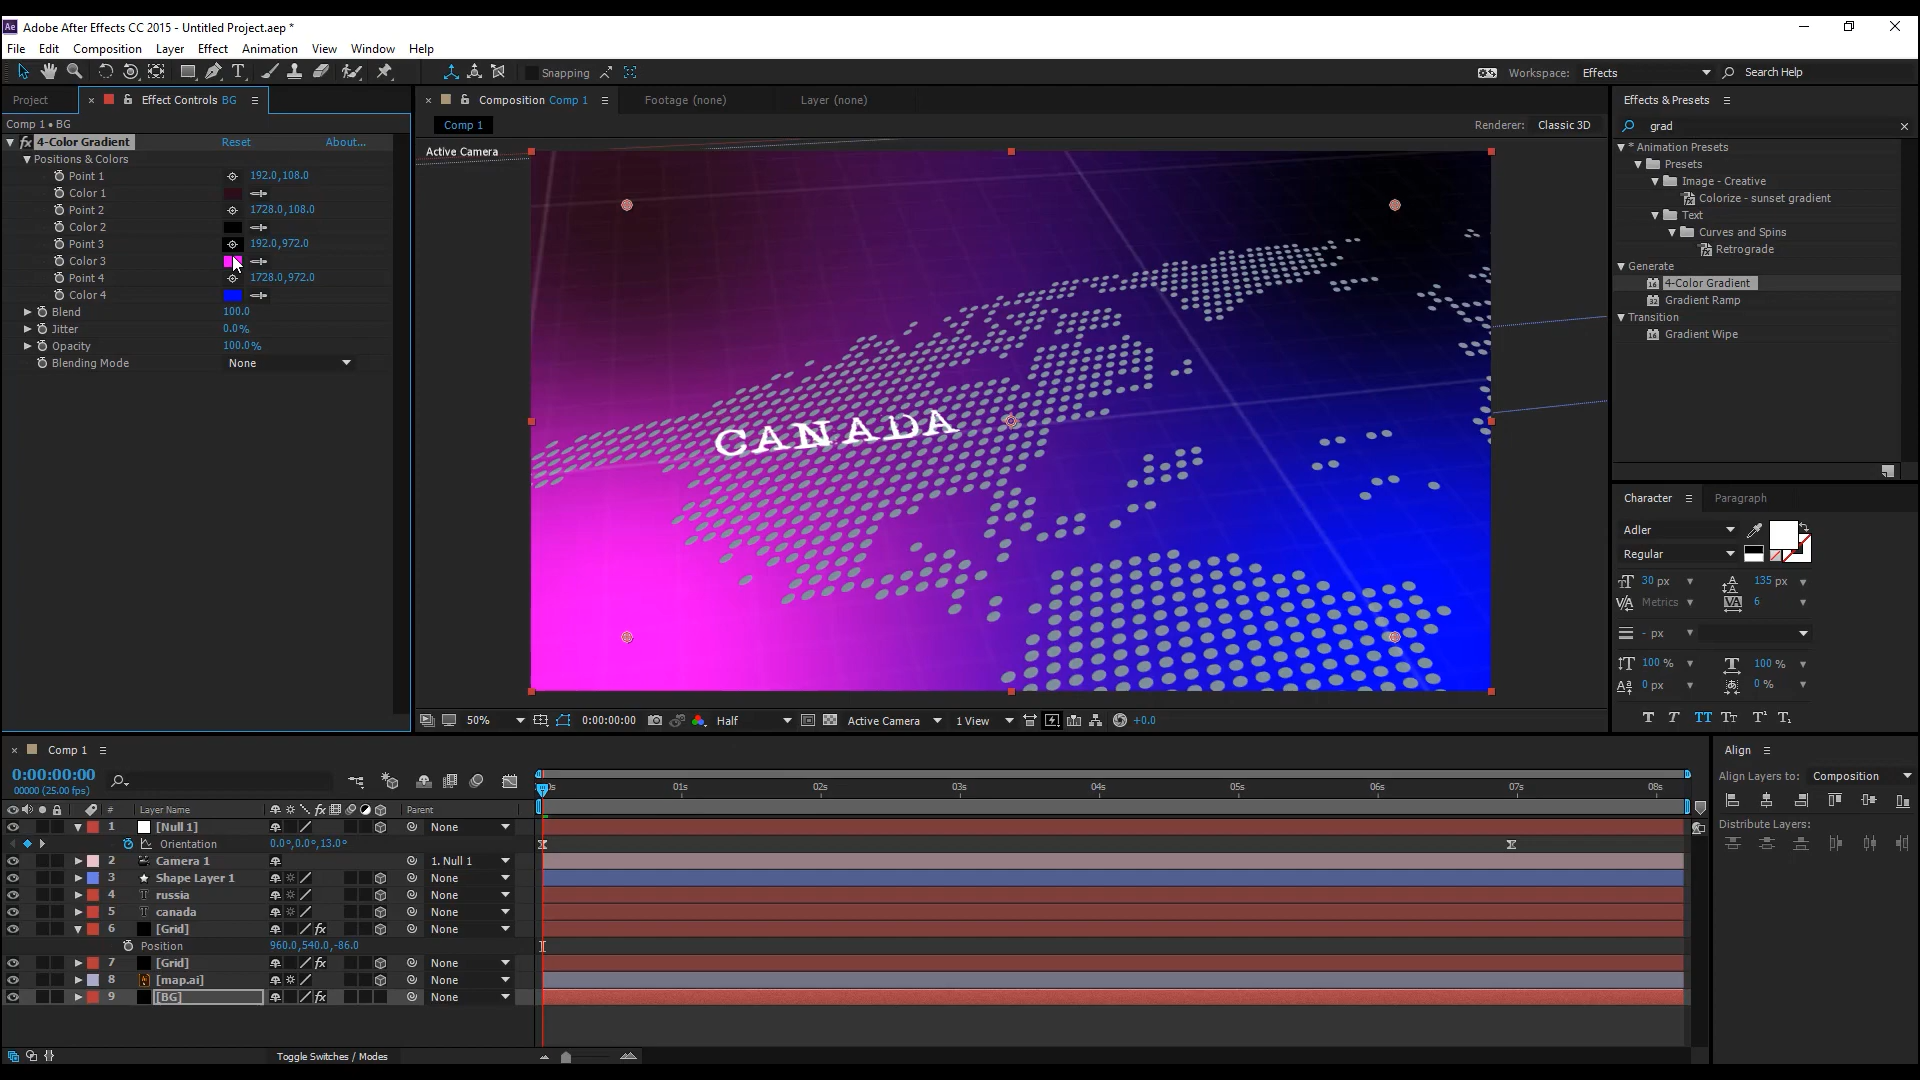 Adobe After Effects CC 2015 - Untitled Project.aep *
File Edit Composition Layer Effect Animation View Window Help
Snapping
Workspace: Effects
Search Help
Project
Effect Controls BG
Comp 1 • BG
4-Color Gradient Reset About...
Positions & Colors
Point 1 192.0,108.0
Color 1
Point 2 1728.0,108.0
Color 2
Point 3 192.0,972.0
Color 3
Point 4 1728.0,972.0
Color 4
Blend 100.0
Jitter 0.0%
Opacity 100.0%
Blending Mode None
Composition Comp 1
Footage (none)
Layer (none)
Comp 1
Renderer: Classic 3D
Active Camera
CANADA
50% 0:00:00:00 Half Active Camera 1 View +0.0
Effects & Presets
grad
* Animation Presets
Presets
Image - Creative
Colorize - sunset gradient
Text
Curves and Spins
Retrograde
Generate
4-Color Gradient
Gradient Ramp
Transition
Gradient Wipe
Character Paragraph
Adler
Regular
30 px 135 px
Metrics 6
- px
100 % 100 %
0 px 0 %
T T TT Tт T¹ T₁
Comp 1
0:00:00:00
00000 (25.00 fps)
01s 02s 03s 04s 05s 06s 07s 08s
# Layer Name Parent
1 [Null 1] None
Orientation 0.0°,0.0°,13.0°
2 Camera 1 1. Null 1
3 Shape Layer 1 None
4 russia None
5 canada None
6 [Grid] None
Position 960.0,540.0,-86.0
7 [Grid] None
8 [map.ai] None
9 [BG] None
Toggle Switches / Modes
Align
Align Layers to: Composition
Distribute Layers: